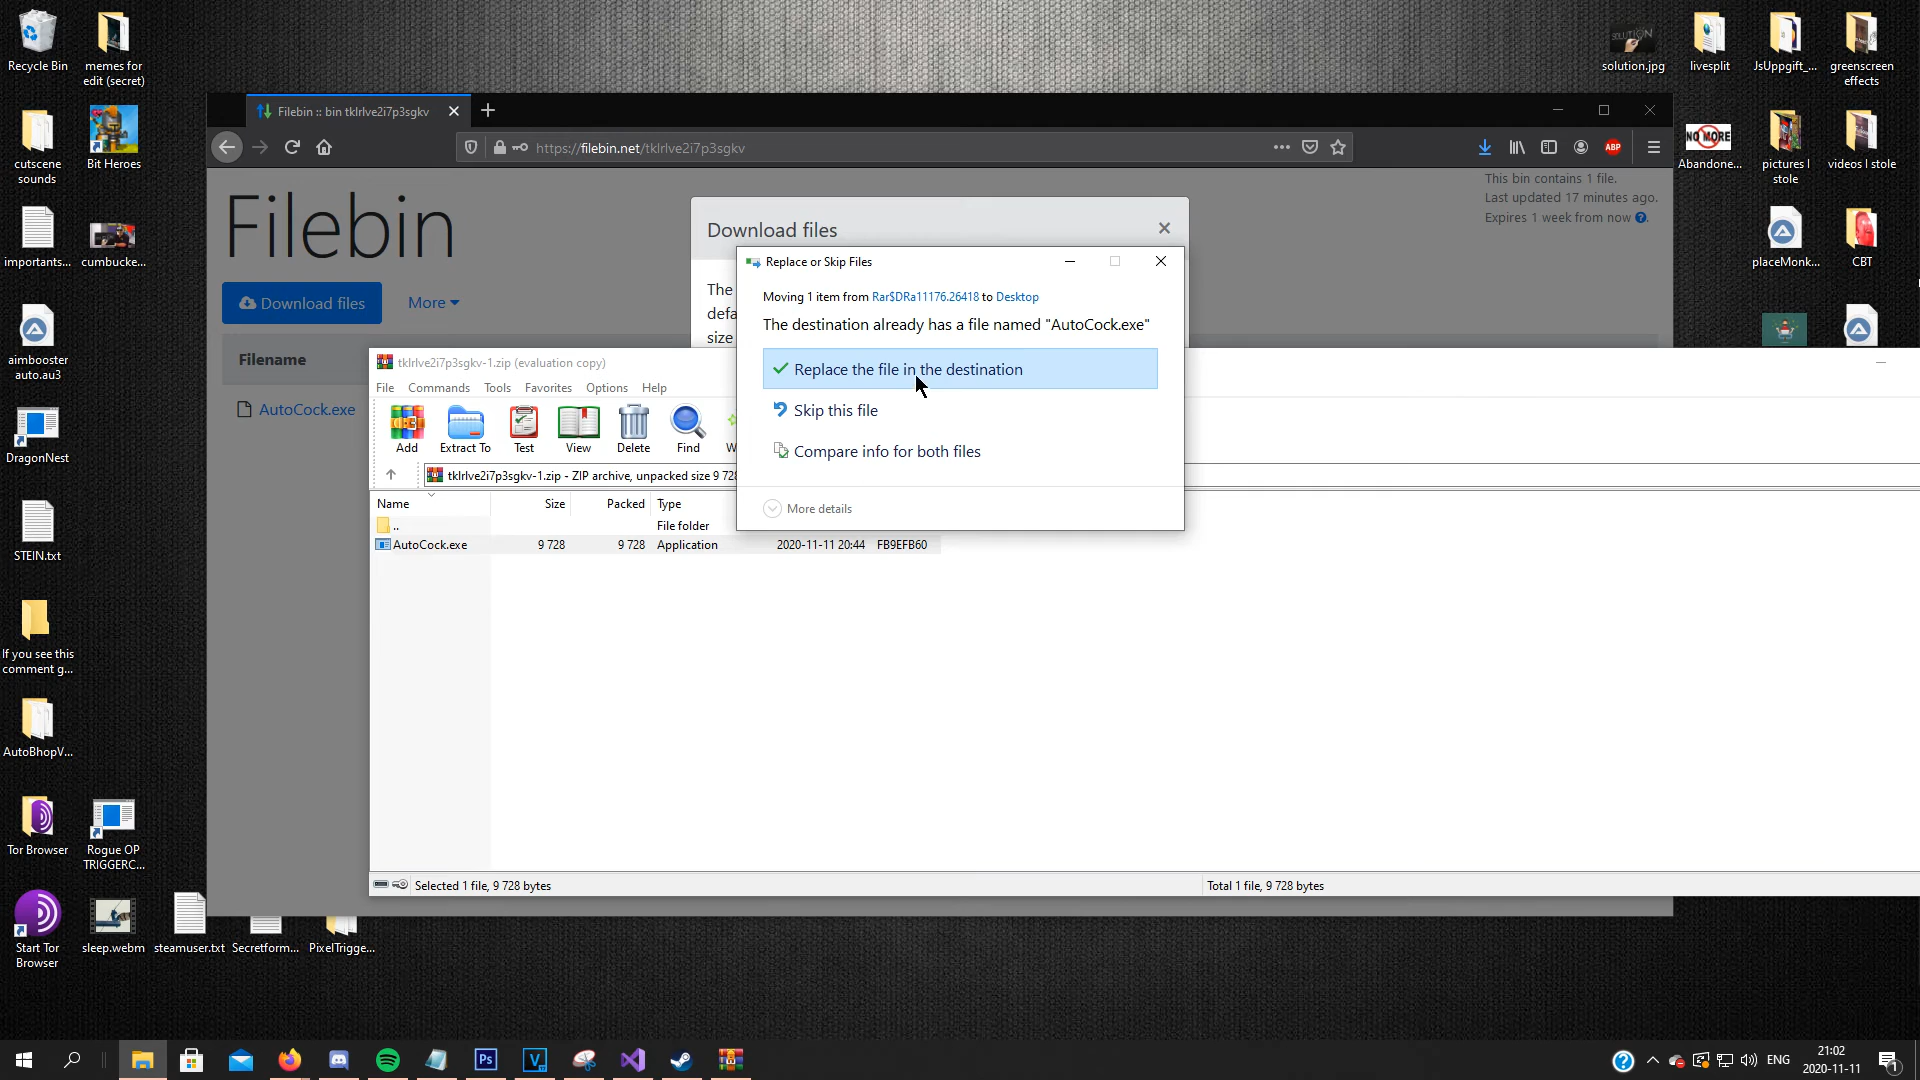 Recycle Bin
memes for
edit (secret)
cutscene
sounds
Bit Heroes
importants...
cumbucke...
aimbooster
auto.au3
DragonNest
STEIN.txt
If you see this
comment g...
AutoBhopV...
Tor Browser
Rogue OP
TRIGGERC...
Start Tor
Browser
sleep.webm
steamuser.txt
Secretform...
PixelTrigge...
SOLUTION
solution.jpg
livesplit
JsUppgift_...
greenscreen
effects
NO MORE
Abandone...
pictures I
stole
videos I stole
placeMonk...
CBT
Filebin :: bin tklrlve2i7p3sgkv
https://filebin.net/tklrlve2i7p3sgkv
ABP
Filebin
Download files
More
Filename
AutoCock.exe
This bin contains 1 file.
Last updated 17 minutes ago.
Expires 1 week from now
Download files
The
defa
size
Replace or Skip Files
Moving 1 item from Rar$DRa11176.26418 to Desktop
The destination already has a file named "AutoCock.exe"
Replace the file in the destination
Skip this file
Compare info for both files
More details
tklrlve2i7p3sgkv-1.zip (evaluation copy)
File Commands Tools Favorites Options Help
Add Extract To Test View Delete Find W
tklrlve2i7p3sgkv-1.zip - ZIP archive, unpacked size 9 728
Name Size Packed Type
.. File folder
AutoCock.exe 9 728 9 728 Application 2020-11-11 20:44 FB9EFB60
Selected 1 file, 9 728 bytes
Total 1 file, 9 728 bytes
Ps
V
ENG
21:02
2020-11-11
1